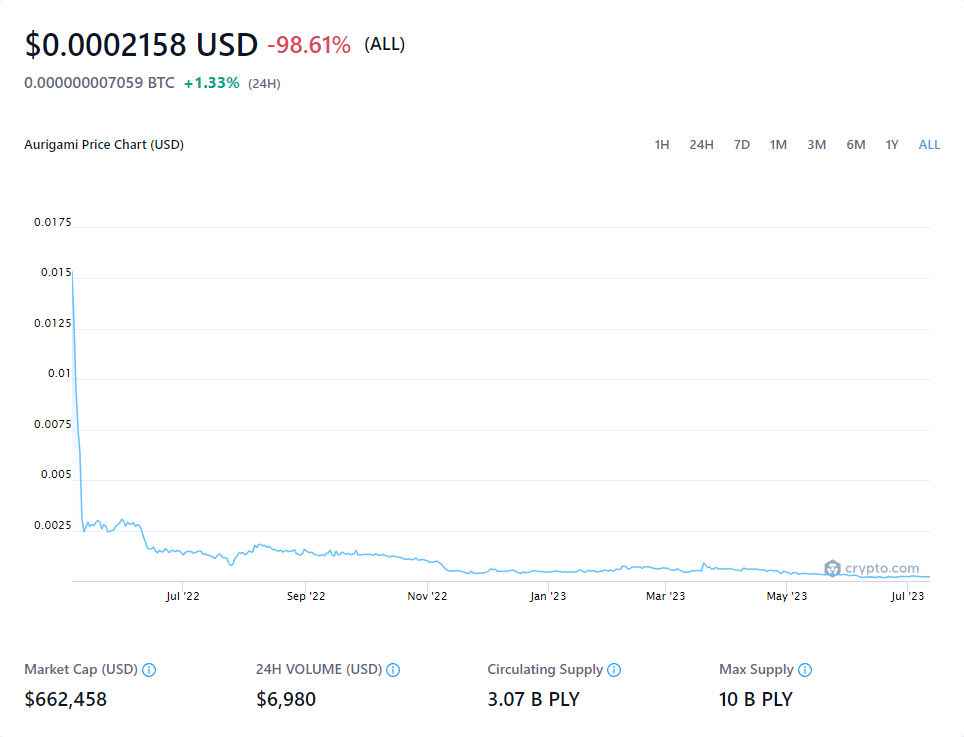 $0.0002158 USD -98.61% (ALL)
0.000000007059 BTC +1.33% (24H)
Aurigami Price Chart (USD) 1H 24H 7D 1M 3M 6M 1Y ALL
0.0175
0.015
0.0125
0.01
0.0075
0.005
0.0025
crypto.com
Jul '22 Sep '22 Nov '22 Jan '23 Mar '23 May '23 Jul '23
Market Cap (USD) 24H VOLUME (USD) Circulating Supply Max Supply
$662,458 $6,980 3.07 B PLY 10 B PLY